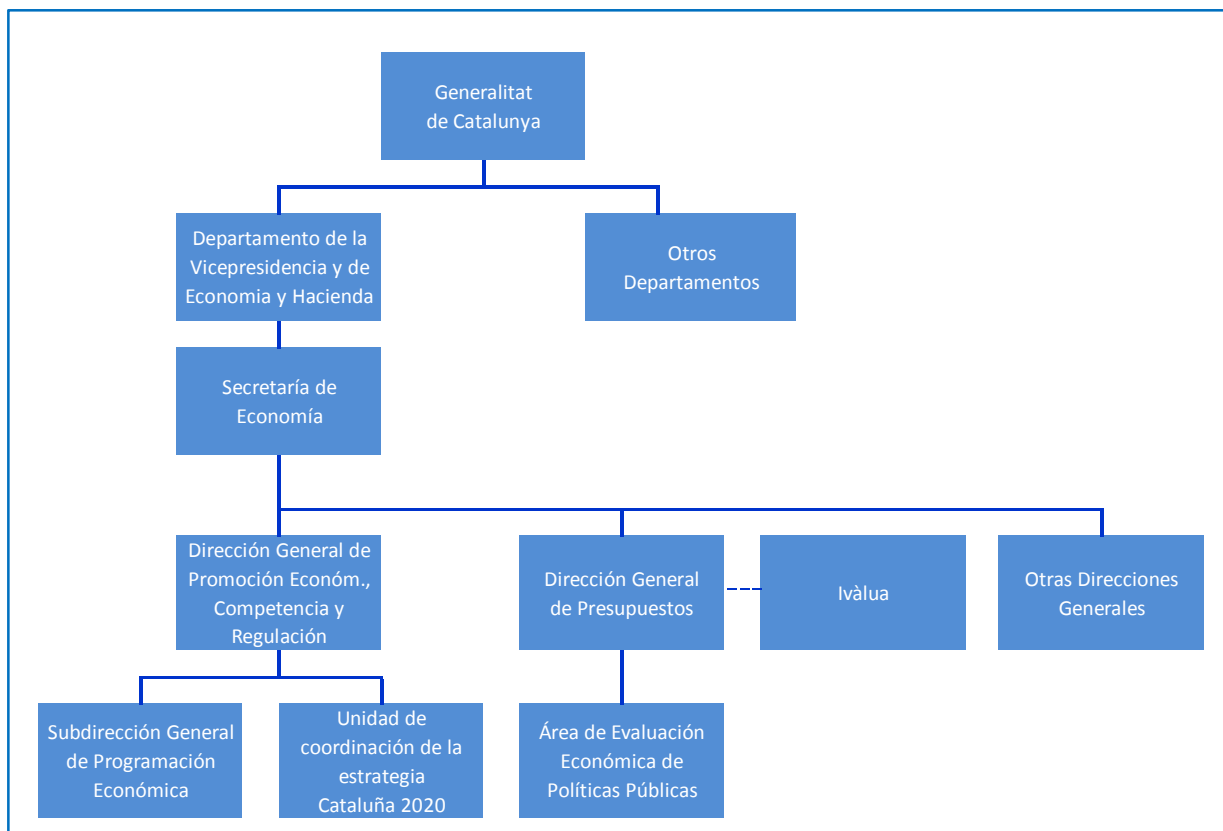 Generalitat
de Catalunya
Departamento de la
Vicepresidencia y de
Economia y Hacienda
Otros
Departamentos
Secretaría de
Economía
Dirección General de
Promoción Económ.,
Competencia y
Regulación
Dirección General
de Presupuestos
Ivàlua
Otras Direcciones
Generales
Subdirección General
de Programación
Económica
Unidad de
coordinación de la
estrategia
Cataluña 2020
Área de Evaluación
Económica de
Políticas Públicas